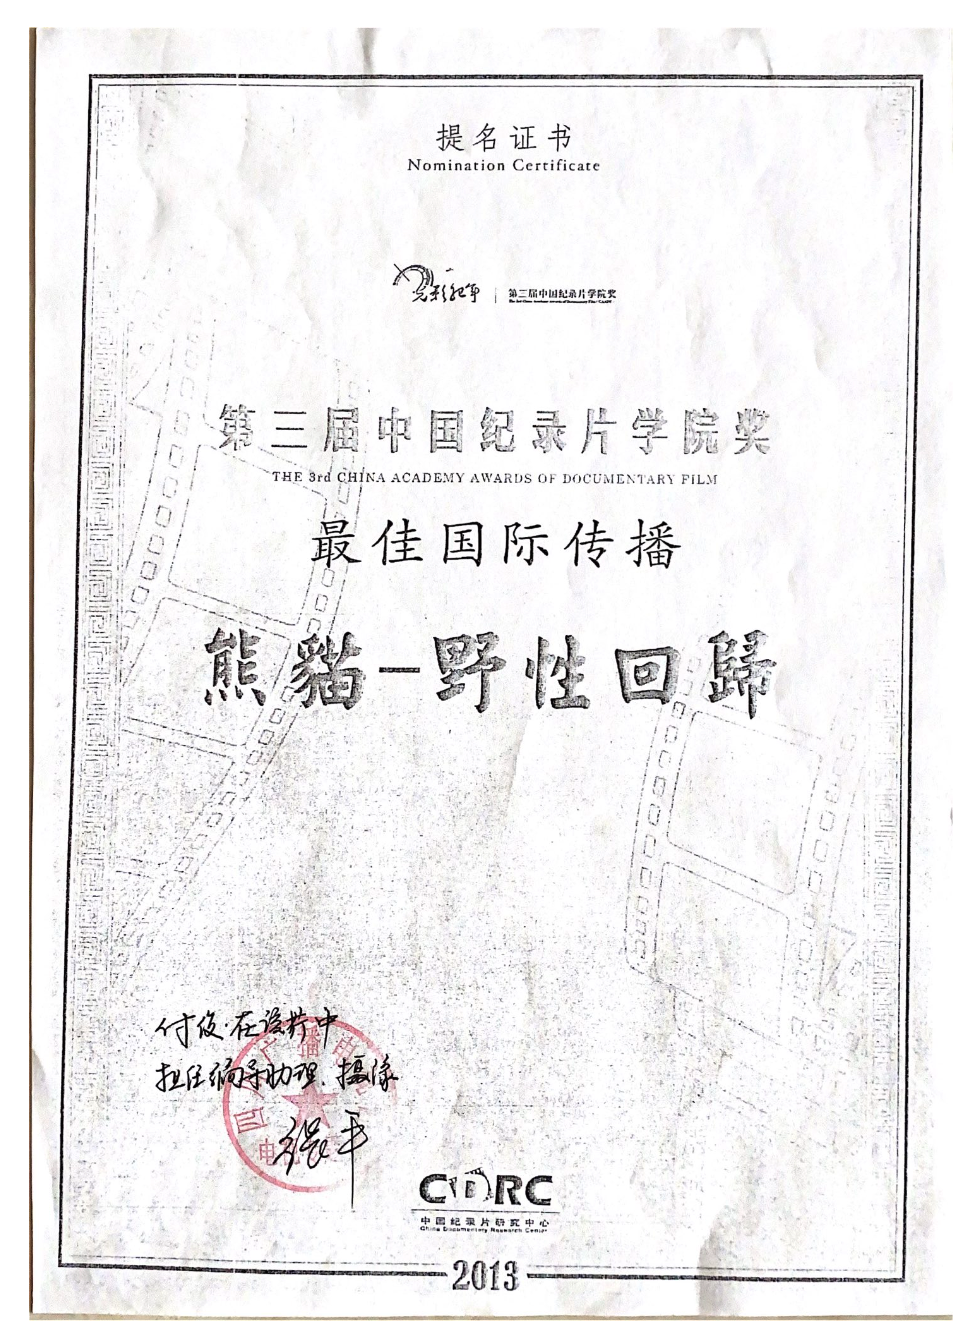 提名证书
Nomination Certificate
光影纪年
第三届中国纪录片学院奖
第三届中国纪录片学院奖
THE 3rd CHINA ACADEMY AWARDS OF DOCUMENTARY FILM
最佳国际传播
熊貓-野性回歸
付俊·在该片中
担任编导助理、摄像
张平
CDRC
中国纪录片研究中心
China Documentary Research Center
2013